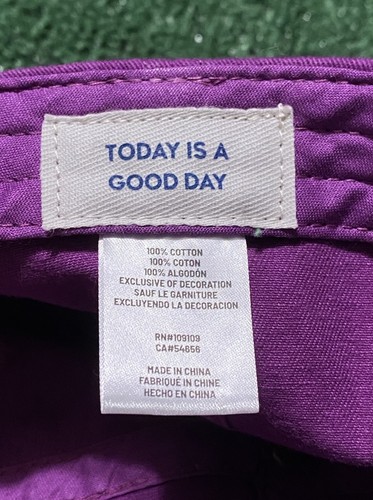 TODAY IS A
GOOD DAY
100% COTTON
100% COTON
100% ALGODÓN
EXCLUSIVE OF DECORATION
SAUF LE GARNITURE
EXCLUYENDO LA DECORACION
RN#109109
CA#54656
MADE IN CHINA
FABRIQUÉ IN CHINE
HECHO EN CHINA